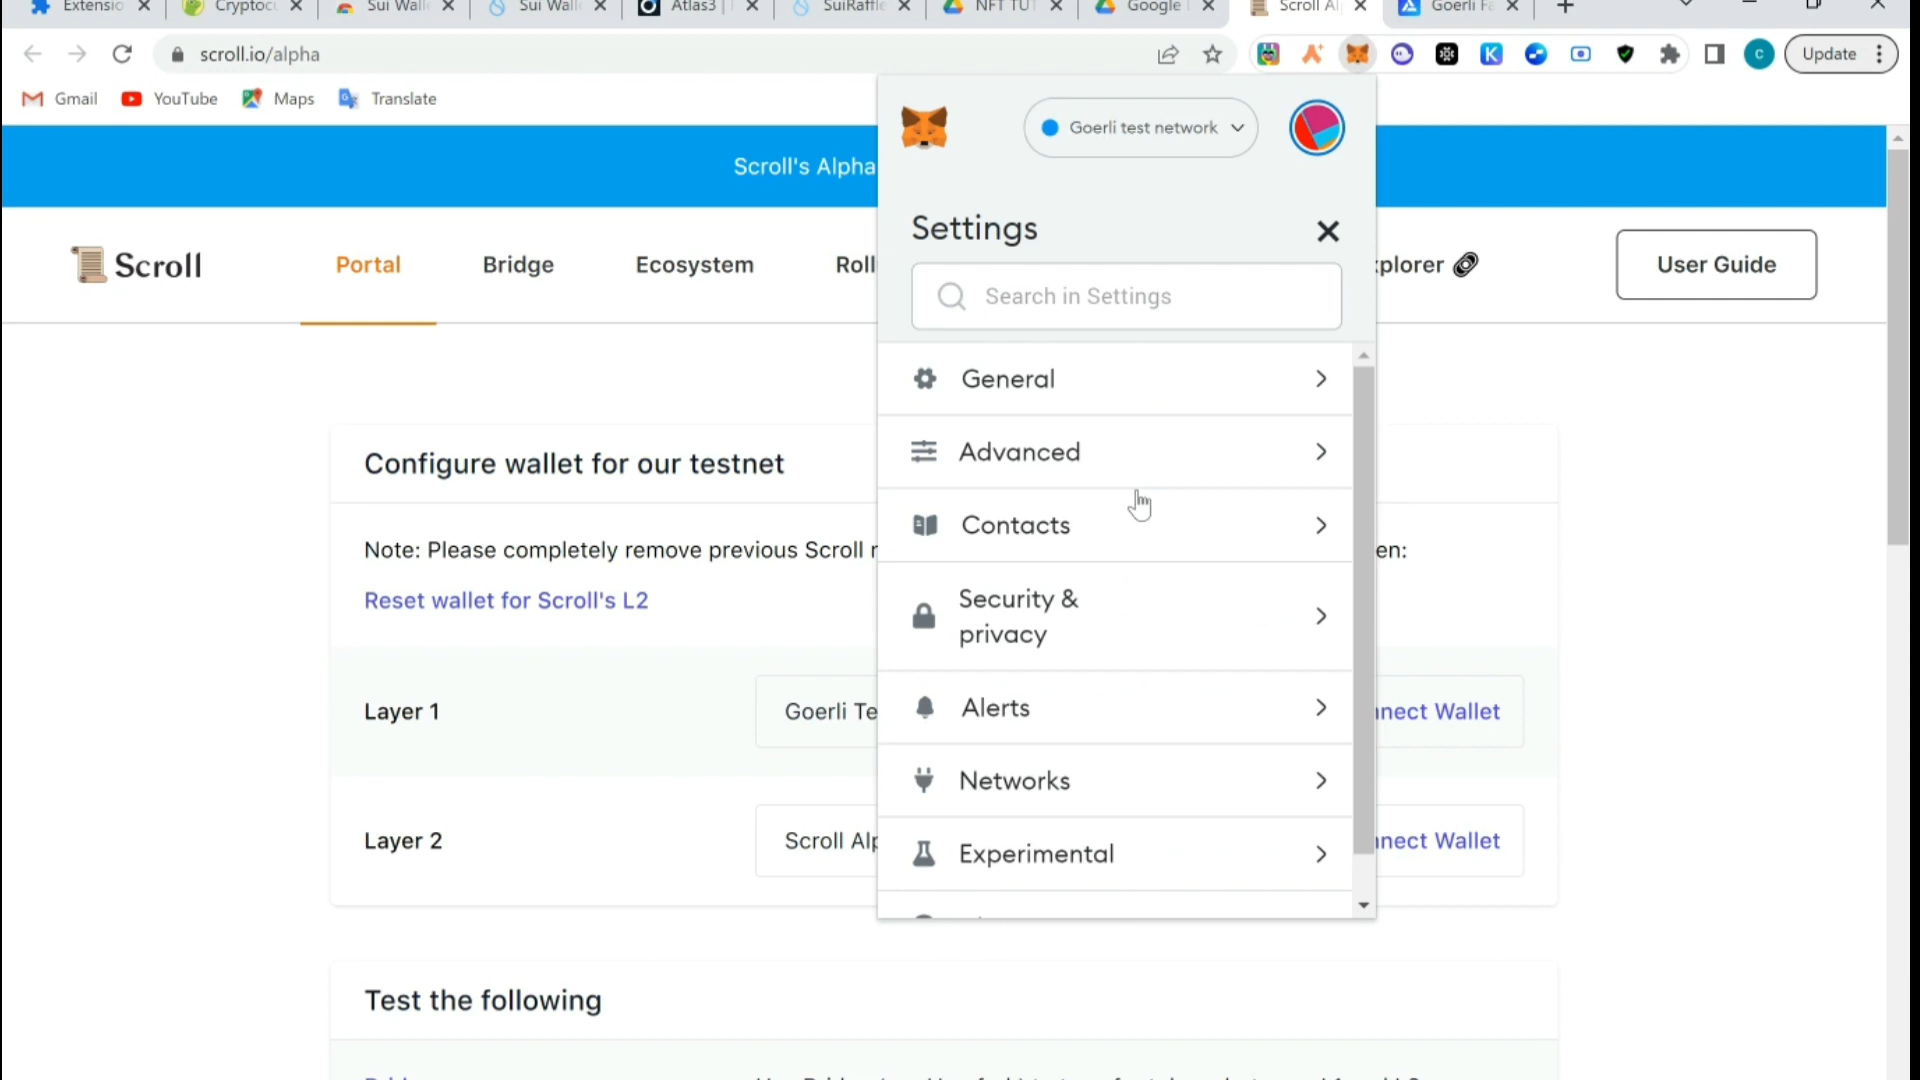 Extensio
Cryptocu
Sui Wall
Sui Wall
Atlas3 |
SuiRaffle
NFT TUT
Google
Scroll Al
Goerli Fa
scroll.io/alpha
Update
Gmail
YouTube
Maps
Translate
Goerli test network
Scroll's Alpha
Settings
Scroll
Portal
Bridge
Ecosystem
Roll
xplorer
User Guide
Search in Settings
General
Configure wallet for our testnet
Advanced
Contacts
Note: Please completely remove previous Scroll
en:
Reset wallet for Scroll's L2
Security &
privacy
Layer 1
Goerli Te
nnect Wallet
Alerts
Networks
Layer 2
Scroll Alp
nnect Wallet
Experimental
Test the following